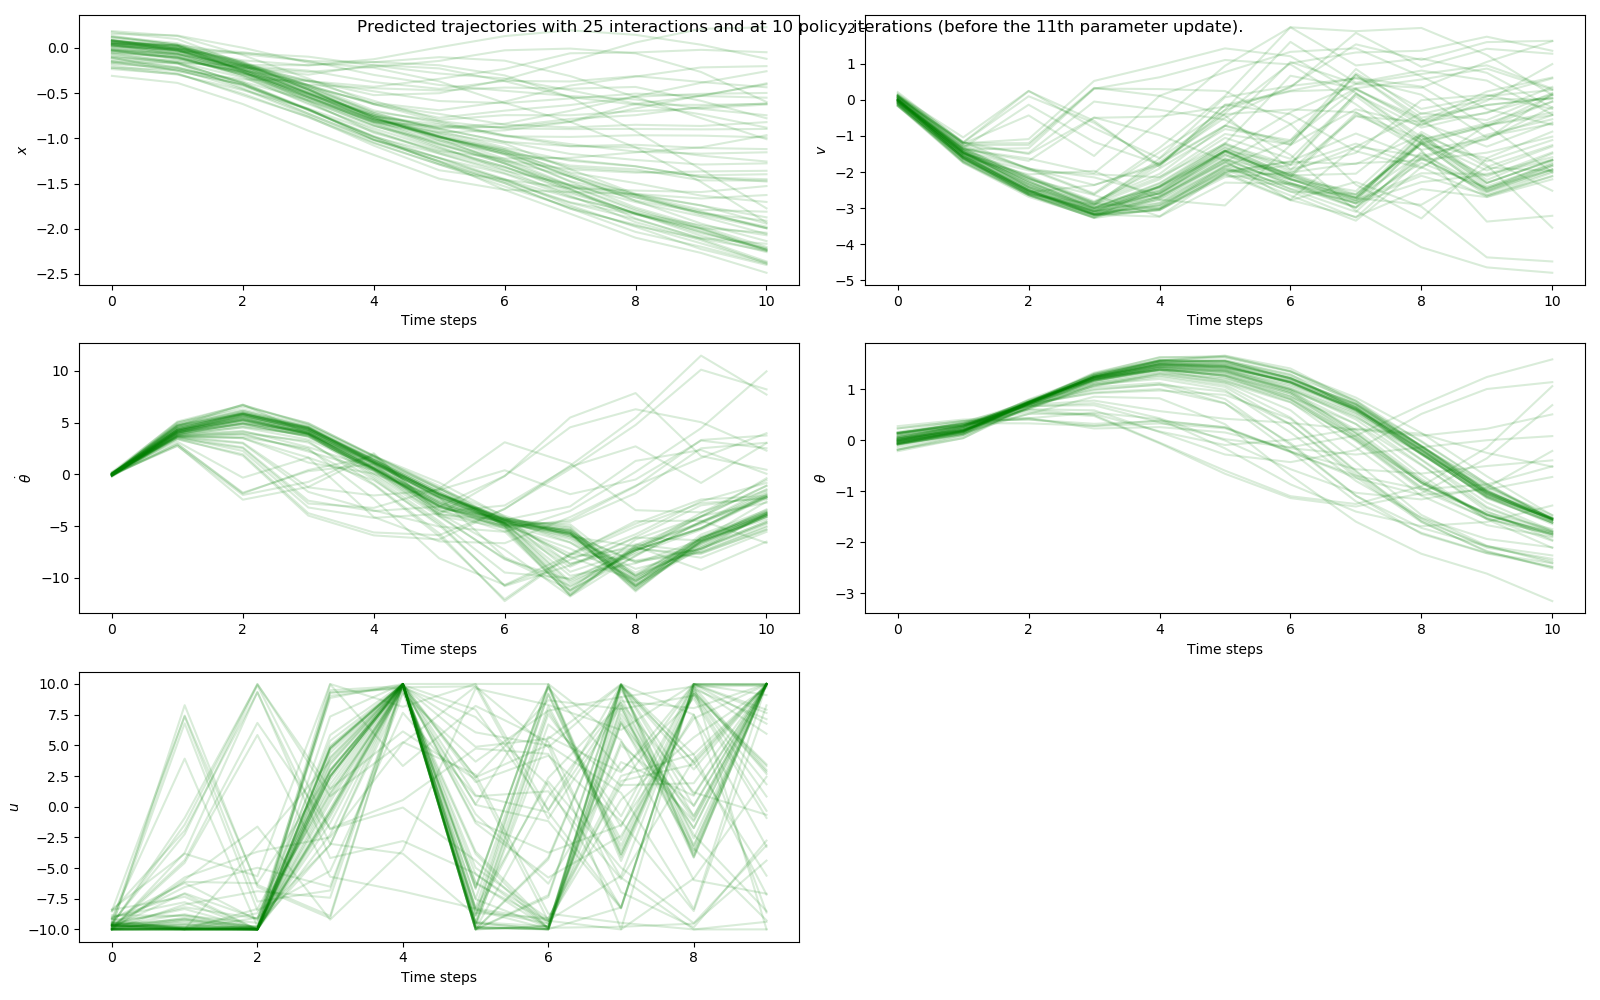 Predicted trajectories with 25 interactions and at 10 policy iterations (before the 11th parameter update).
0.0
−0.5
−1.0
−1.5
−2.0
−2.5
x
0 2 4 6 8 10
Time steps
2
1
0
−1
−2
−3
−4
−5
v
0 2 4 6 8 10
Time steps
10
5
0
−5
−10
θ̇
0 2 4 6 8 10
Time steps
1
0
−1
−2
−3
θ
0 2 4 6 8 10
Time steps
10.0
7.5
5.0
2.5
0.0
−2.5
−5.0
−7.5
−10.0
u
0 2 4 6 8
Time steps